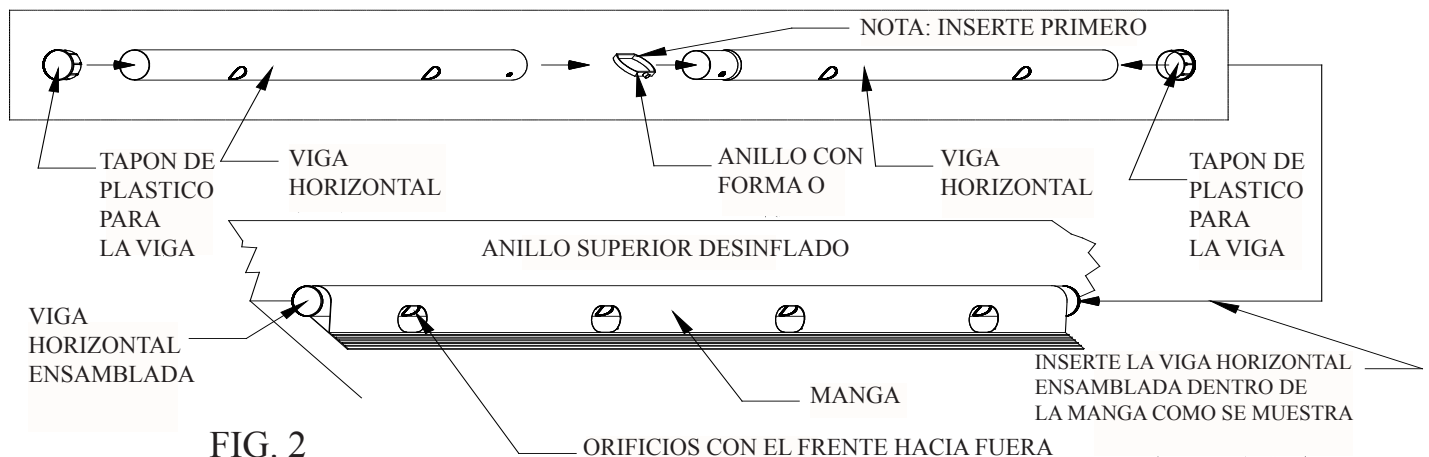 NOTA: INSERTE PRIMERO
TAPON DE
PLASTICO
PARA
LA VIGA
VIGA
HORIZONTAL
ANILLO CON
FORMA O
VIGA
HORIZONTAL
TAPON DE
PLASTICO
PARA
LA VIGA
ANILLO SUPERIOR DESINFLADO
VIGA
HORIZONTAL
ENSAMBLADA
MANGA
INSERTE LA VIGA HORIZONTAL
ENSAMBLADA DENTRO DE
LA MANGA COMO SE MUESTRA
FIG. 2
ORIFICIOS CON EL FRENTE HACIA FUERA